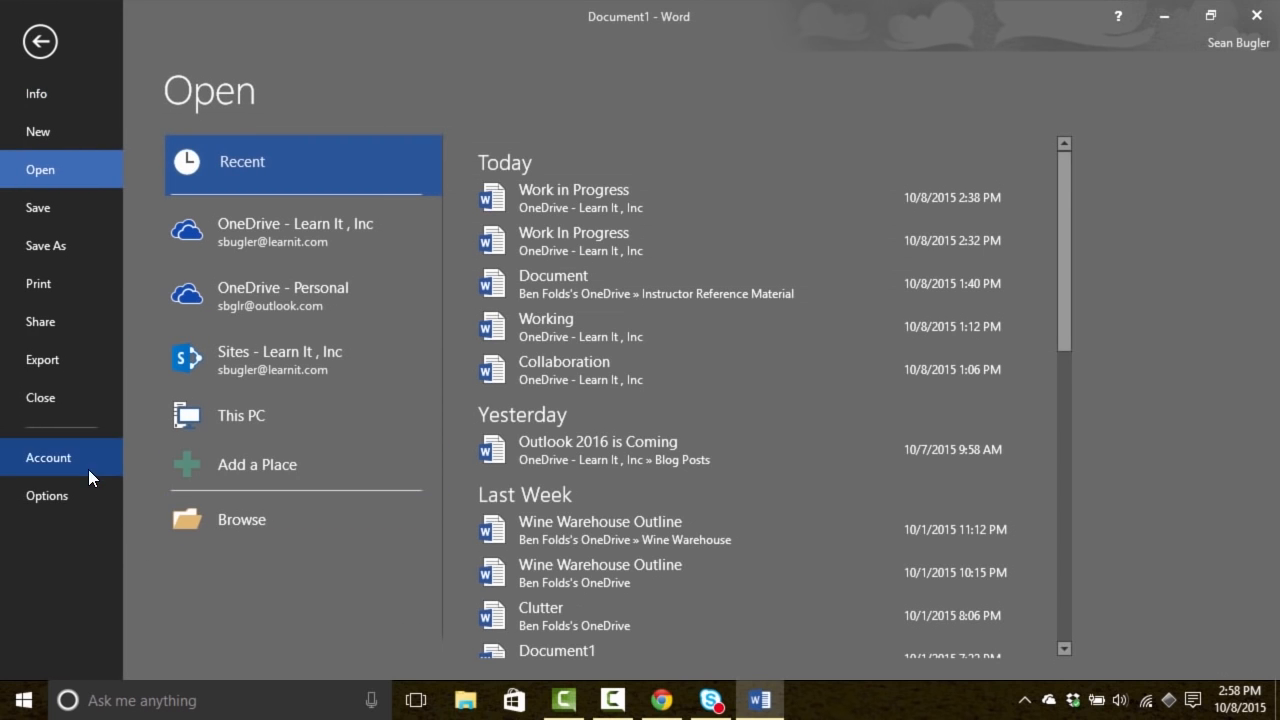 Document1 - Word
?
Sean Bugler
Info
New
Open
Save
Save As
Print
Share
Export
Close
Account
Options
Open
Recent
OneDrive - Learn It , Inc
sbugler@learnit.com
OneDrive - Personal
sbglr@outlook.com
Sites - Learn It , Inc
sbugler@learnit.com
This PC
Add a Place
Browse
Today
Work in Progress 10/8/2015 2:38 PM
OneDrive - Learn It , Inc
Work In Progress 10/8/2015 2:32 PM
OneDrive - Learn It , Inc
Document 10/8/2015 1:40 PM
Ben Folds's OneDrive » Instructor Reference Material
Working 10/8/2015 1:12 PM
OneDrive - Learn It , Inc
Collaboration 10/8/2015 1:06 PM
OneDrive - Learn It , Inc
Yesterday
Outlook 2016 is Coming 10/7/2015 9:58 AM
OneDrive - Learn It , Inc » Blog Posts
Last Week
Wine Warehouse Outline 10/1/2015 11:12 PM
Ben Folds's OneDrive » Wine Warehouse
Wine Warehouse Outline 10/1/2015 10:15 PM
Ben Folds's OneDrive
Clutter 10/1/2015 8:06 PM
Ben Folds's OneDrive
Document1
Ask me anything
2:58 PM
10/8/2015